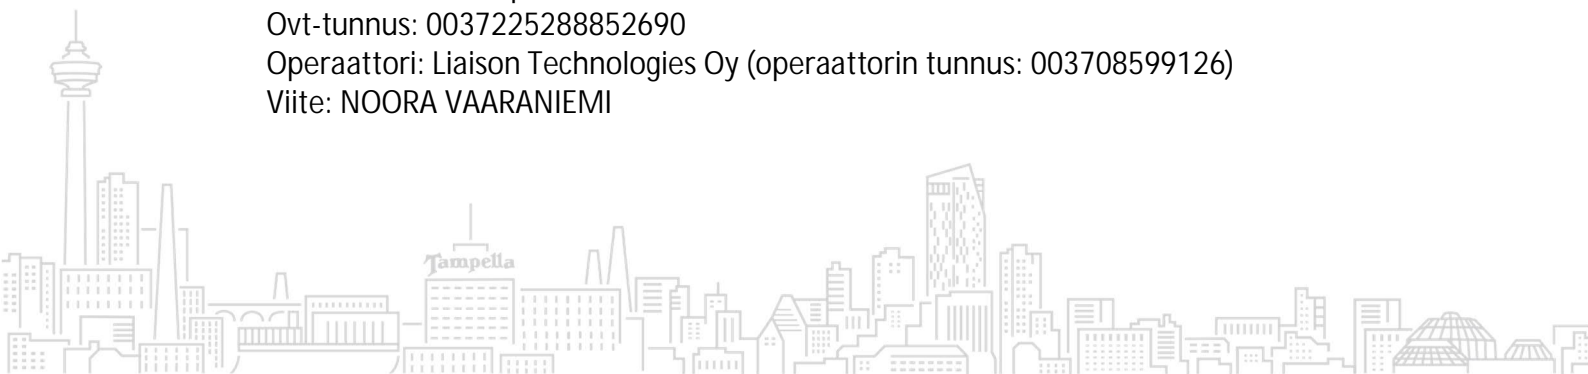 Ovt-tunnus: 0037225288852690
Operaattori: Liaison Technologies Oy (operaattorin tunnus: 003708599126)
Viite: NOORA VAARANIEMI
Tampella